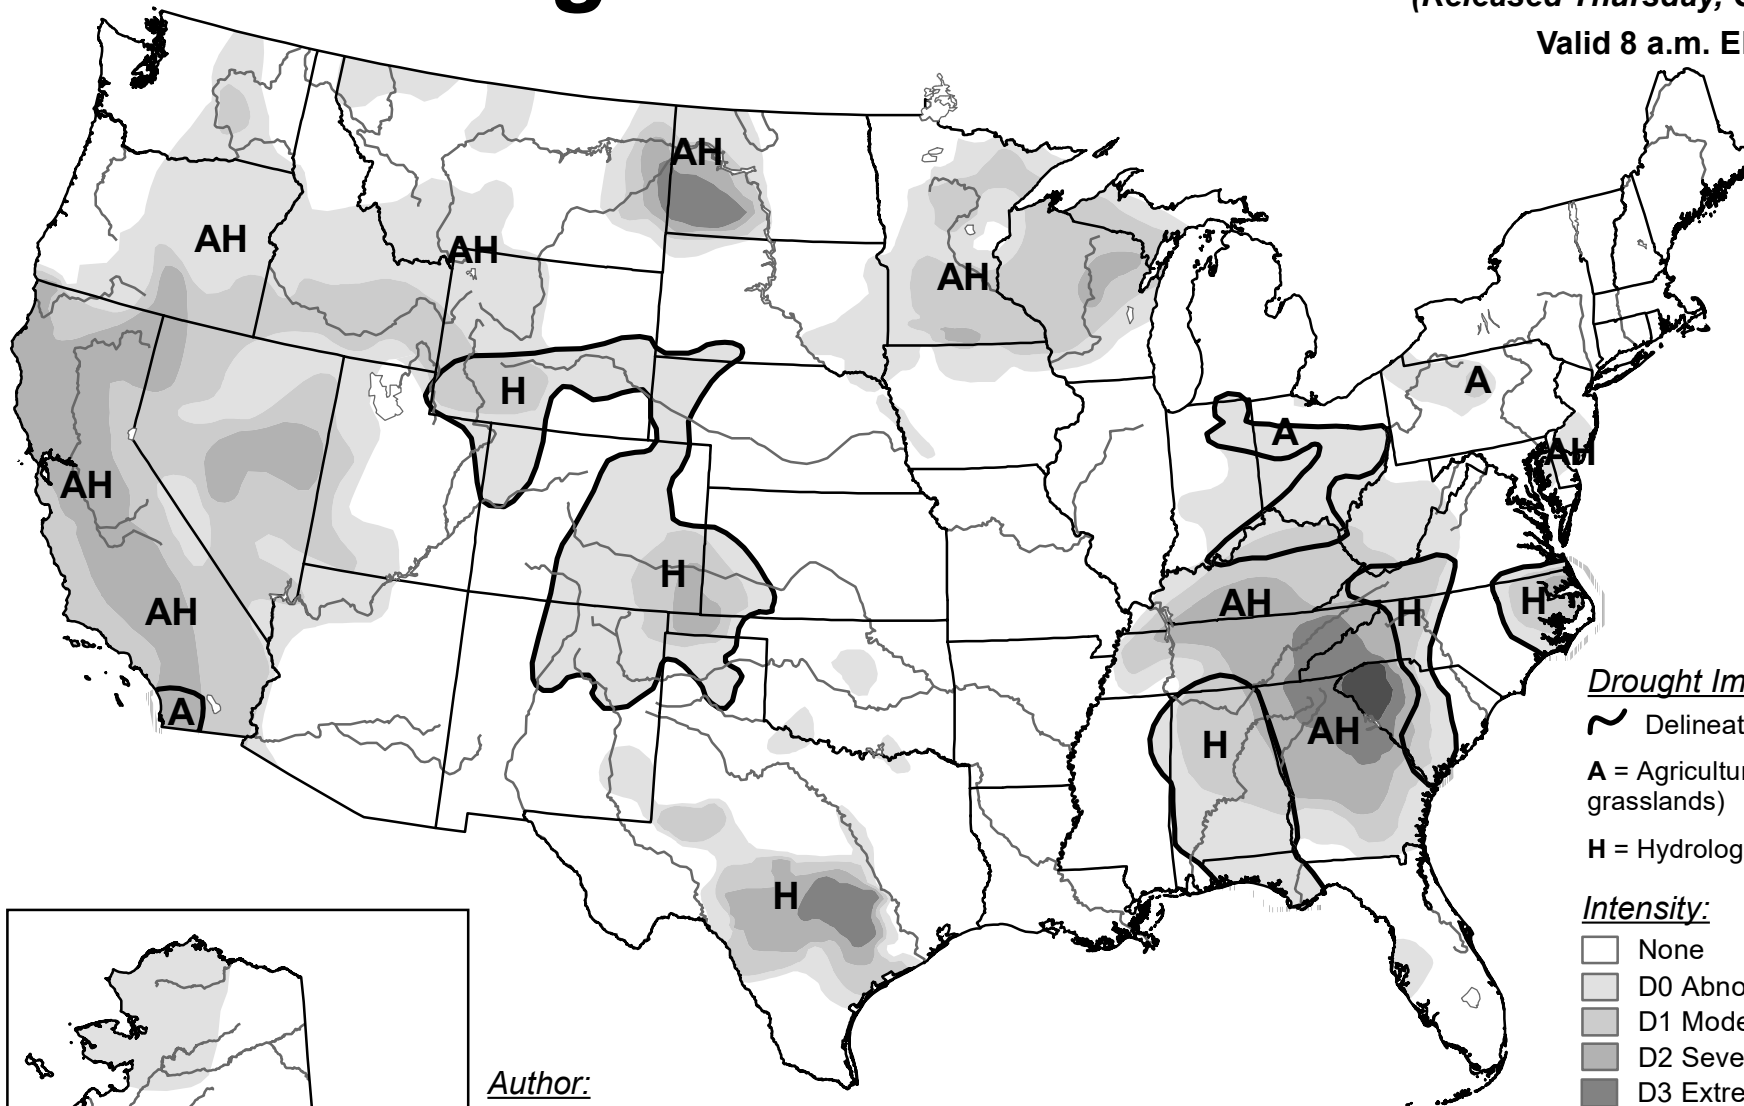 g
(Released Thursday,
Valid 8 a.m.
AH
AH
AH
AH
H
A
A
AH
AH
H
AH
AH
H
H
A
H
AH
H
Drought Im
Delineat
A = Agricultur
grasslands)
H = Hydrolog
Intensity:
None
D0 Abno
D1 Mode
D2 Seve
D3 Extre
Author: